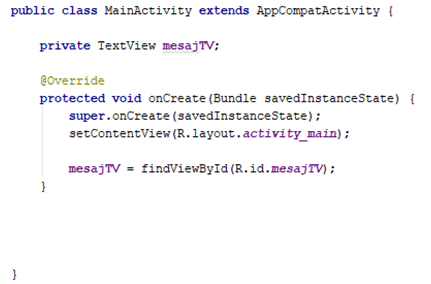 public class MainActivity extends AppCompatActivity {
private TextView mesajTV;
@Override
protected void onCreate(Bundle savedInstanceState) {
super.onCreate(savedInstanceState);
setContentView(R.layout.activity_main);
mesajTV = findViewById(R.id.mesajTV);
}
}